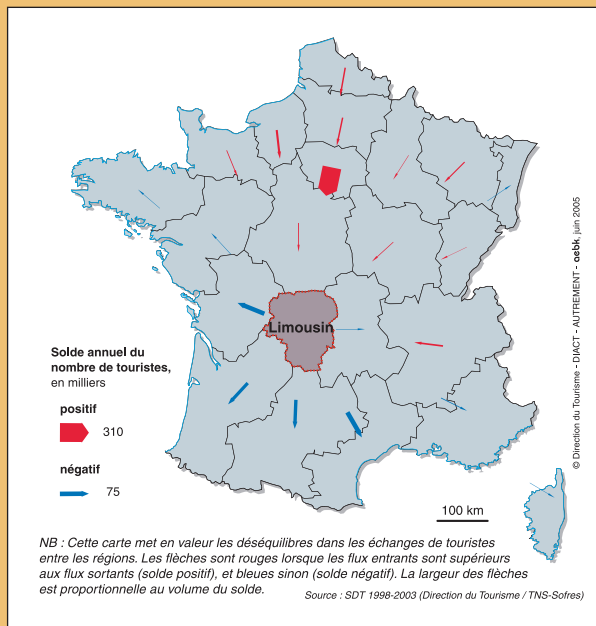 Limousin
Solde annuel du
nombre de touristes,
en milliers
positif
310
négatif
75
100 km
© Direction du Tourisme - DIACT - AUTREMENT - aebk, juin 2005
NB : Cette carte met en valeur les déséquilibres dans les échanges de touristes
entre les régions. Les flèches sont rouges lorsque les flux entrants sont supérieurs
aux flux sortants (solde positif), et bleues sinon (solde négatif). La largeur des flèches
est proportionnelle au volume du solde.
Source : SDT 1998-2003 (Direction du Tourisme / TNS-Sofres)